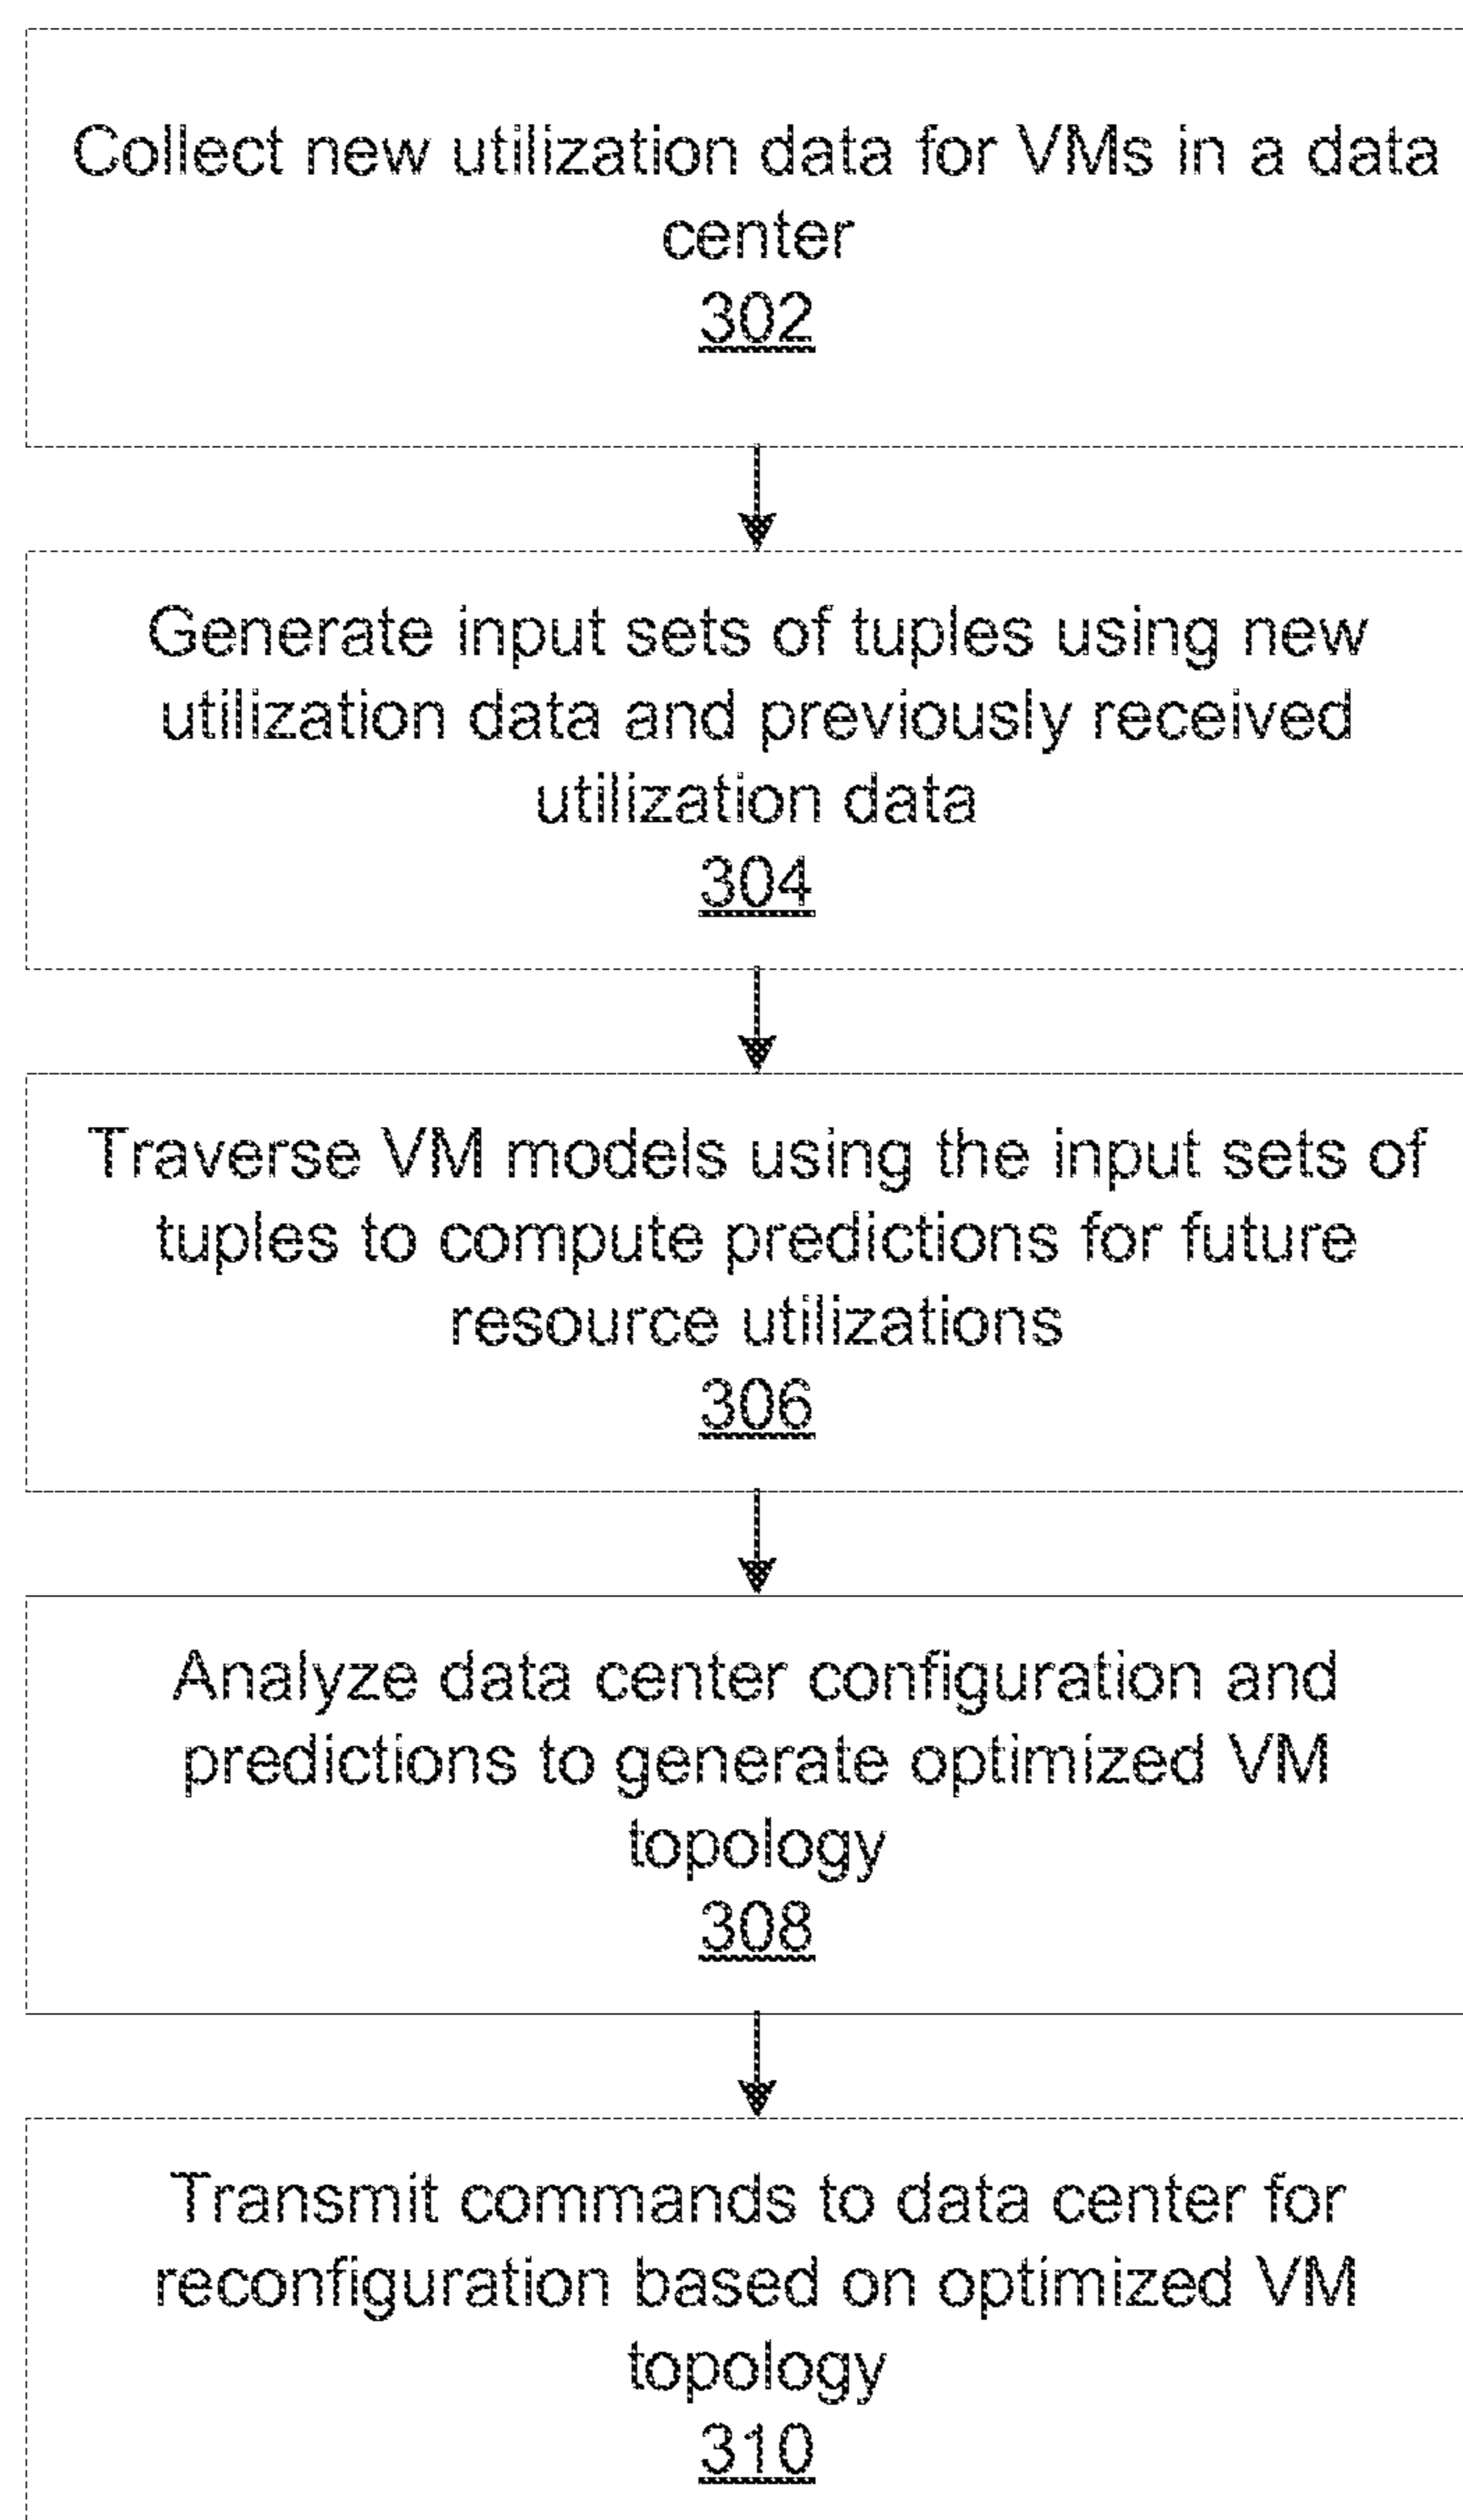 Collect new utilization data for VMs in a data
center
302
Generate input sets of tuples using new
utilization data and previously received
utilization data
304
Traverse VM models using the input sets of
tuples to compute predictions for future
resource utilizations
306
Analyze data center configuration and
predictions to generate optimized VM
topology
308
Transmit commands to data center for
reconfiguration based on optimized VM
topology
310